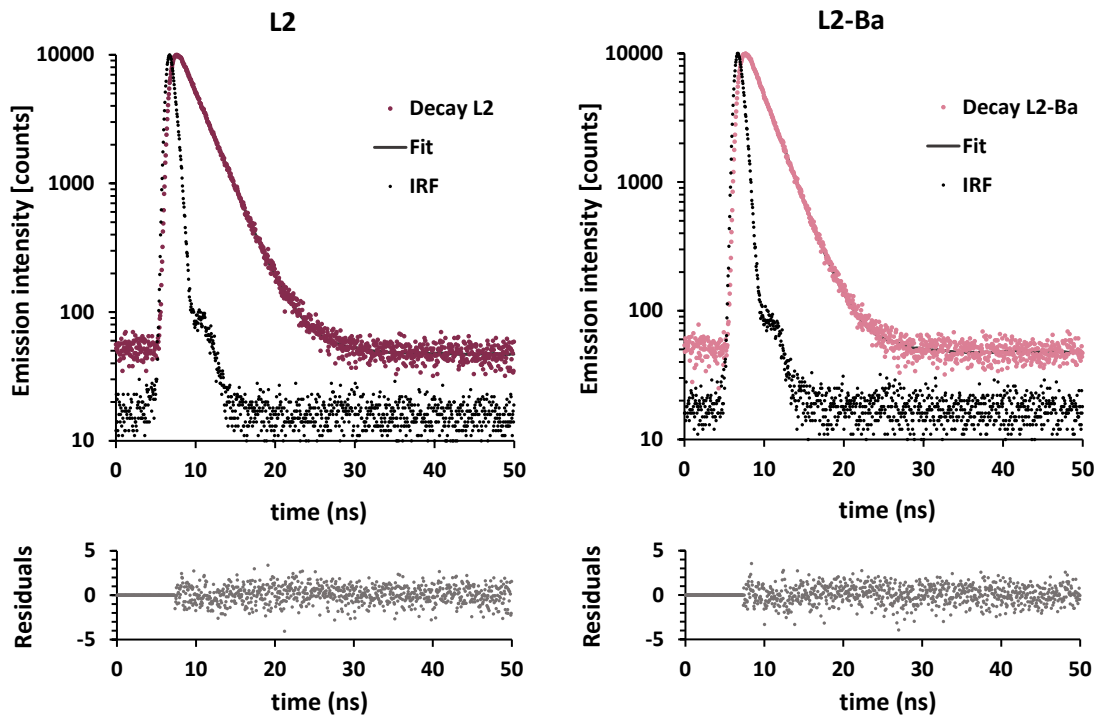 L2
Emission intensity [counts]
10000
1000
100
10
Decay L2
Fit
IRF
0 10 20 30 40 50
time (ns)
Residuals
5
0
-5
0 10 20 30 40 50
time (ns)
L2-Ba
Emission intensity [counts]
10000
1000
100
10
Decay L2-Ba
Fit
IRF
0 10 20 30 40 50
time (ns)
Residuals
5
0
-5
0 10 20 30 40 50
time (ns)